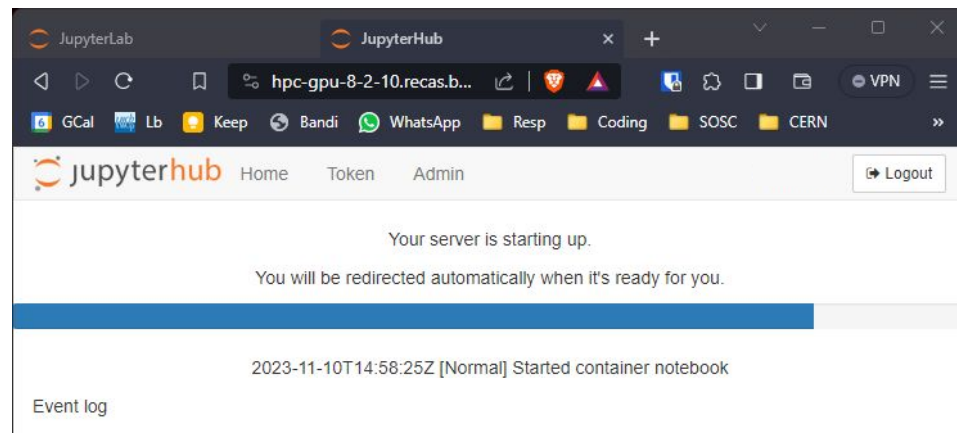 JupyterLab JupyterHub
hpc-gpu-8-2-10.recas.b... VPN
6 GCal Lb Keep Bandi WhatsApp Resp Coding SOSC CERN »
jupyterhub Home Token Admin Logout
Your server is starting up.
You will be redirected automatically when it's ready for you.
2023-11-10T14:58:25Z [Normal] Started container notebook
Event log